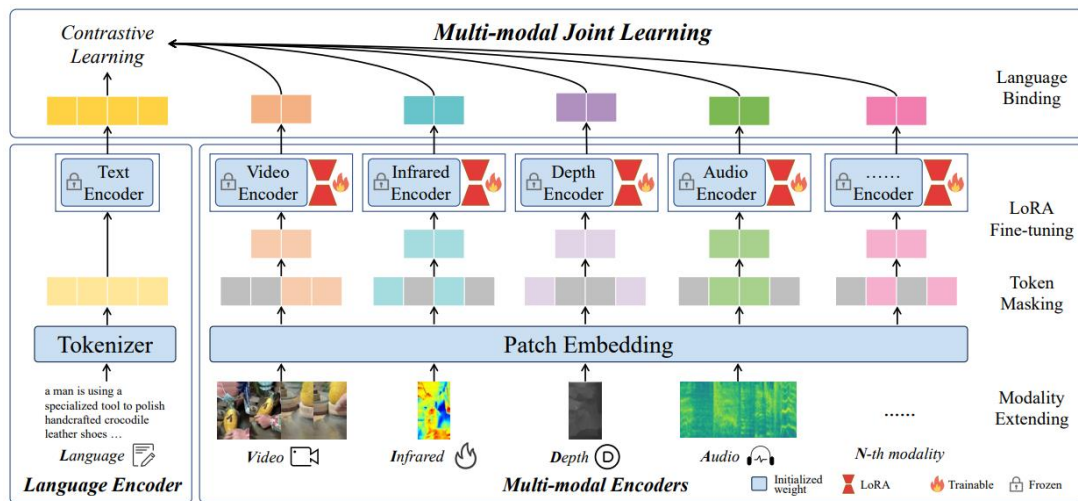 Multi-modal Joint Learning
Contrastive
Learning
Language
Binding
Text
Encoder
Video
Encoder
Infrared
Encoder
Depth
Encoder
Audio
Encoder
......
Encoder
LoRA
Fine-tuning
Token
Masking
Tokenizer
Patch Embedding
a man is using a
specialized tool to polish
handcrafted crocodile
leather shoes ...
......
Modality
Extending
Language
Video
Infrared
D
Depth
Audio
N-th modality
Language Encoder
Multi-modal Encoders
Initialized
weight
LoRA
Trainable
Frozen